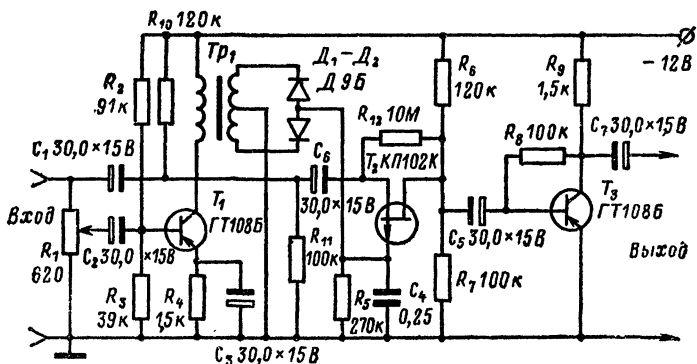 R₁₀ 120к
Тр₁
Д₁–Д₂
Д9Б
R₂
91к
R₆
120к
R₉
1,5к
–12В
R₁₂ 10М
R₈ 100к
C₇ 30,0×15В
C₁ 30,0×15В
C₆
30,0×15В
T₂ КП102К
T₁
ГТ108Б
T₃
ГТ108Б
Вход
R₁
620
C₂ 30,0×15В
R₁₁
100к
C₅ 30,0×15В
Выход
R₃
39к
R₄
1,5к
R₅
270к
C₄
0,25
R₇ 100к
C₃ 30,0×15В